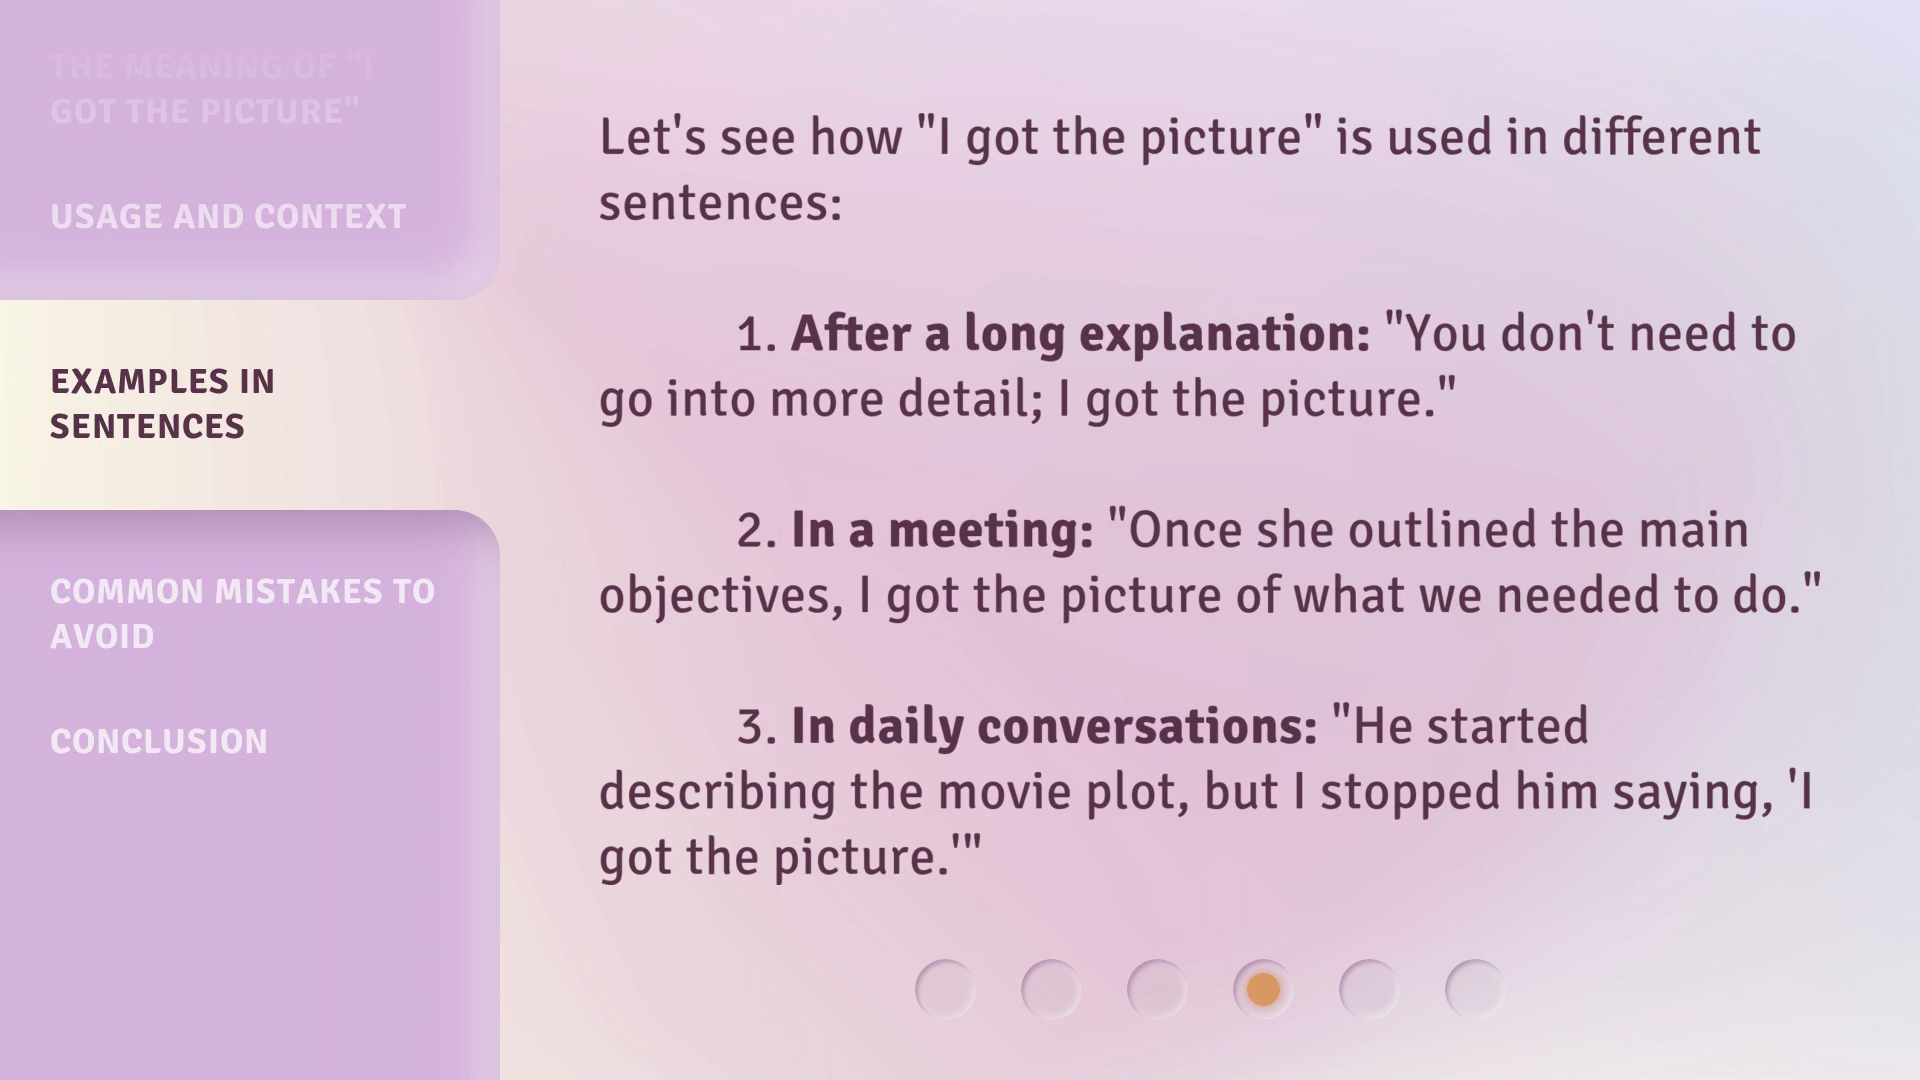 THE MEANING OF "I
GOT THE PICTURE"
USAGE AND CONTEXT
EXAMPLES IN
SENTENCES
COMMON MISTAKES TO
AVOID
CONCLUSION
Let's see how "I got the picture" is used in different
sentences:
1. After a long explanation: "You don't need to
go into more detail; I got the picture."
2. In a meeting: "Once she outlined the main
objectives, I got the picture of what we needed to do."
3. In daily conversations: "He started
describing the movie plot, but I stopped him saying, 'I
got the picture.'"